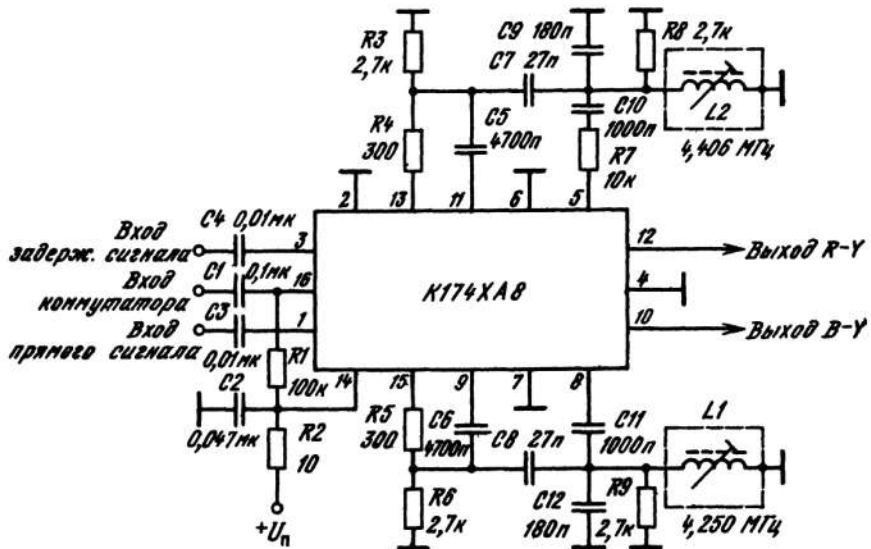 R3
2,7к
C9 180п
C7 27п
R8 2,7к
L2
4,406 МГц
R4
300
C5
4700п
C10
1000п
R7
10к
2
13
11
6
5
C4 0,01мк
Вход
задерж. сигнала
3
C1 0,1мк
Вход
коммутатора
16
C3
Вход
прямого сигнала
1
0,01мк
К174ХА8
12
Выход R-Y
4
10
Выход B-Y
R1
100к
C2
0,047мк
R2
10
+Uп
14
15
9
7
8
R5
300
C6
4700п
C8 27п
C11
1000п
L1
4,250 МГц
R6
2,7к
C12
180п
R9
2,7к